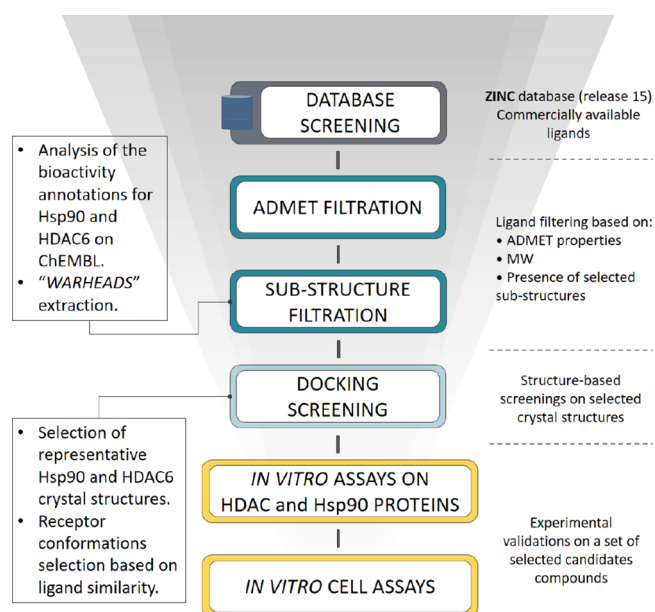 DATABASE
SCREENING
ZINC database (release 15)
Commercially available
ligands
• Analysis of the
bioactivity
annotations for
Hsp90 and
HDAC6 on
ChEMBL.
• “WARHEADS”
extraction.
ADMET FILTRATION
SUB-STRUCTURE
FILTRATION
Ligand filtering based on:
• ADMET properties
• MW
• Presence of selected
sub-structures
DOCKING
SCREENING
Structure-based
screenings on selected
crystal structures
• Selection of
representative
Hsp90 and HDAC6
crystal structures.
• Receptor
conformations
selection based on
ligand similarity.
IN VITRO ASSAYS ON
HDAC and Hsp90 PROTEINS
IN VITRO CELL ASSAYS
Experimental
validations on a set of
selected candidates
compounds